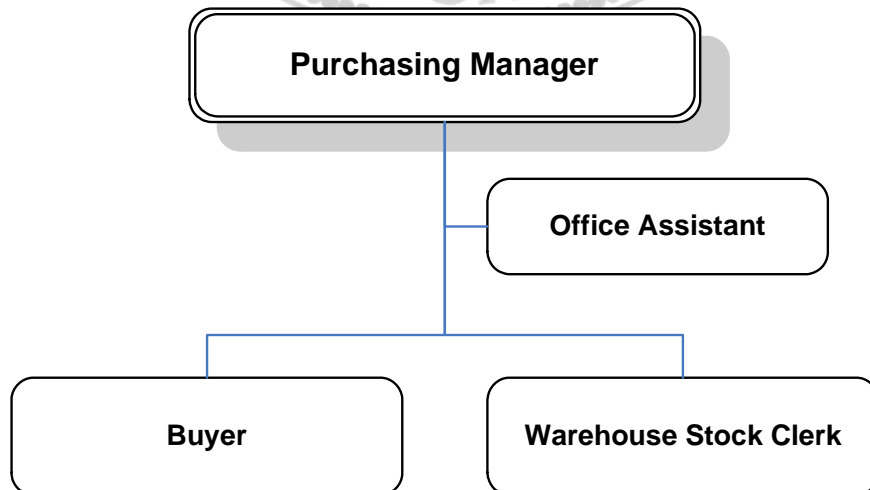 Purchasing Manager
Office Assistant
Buyer
Warehouse Stock Clerk